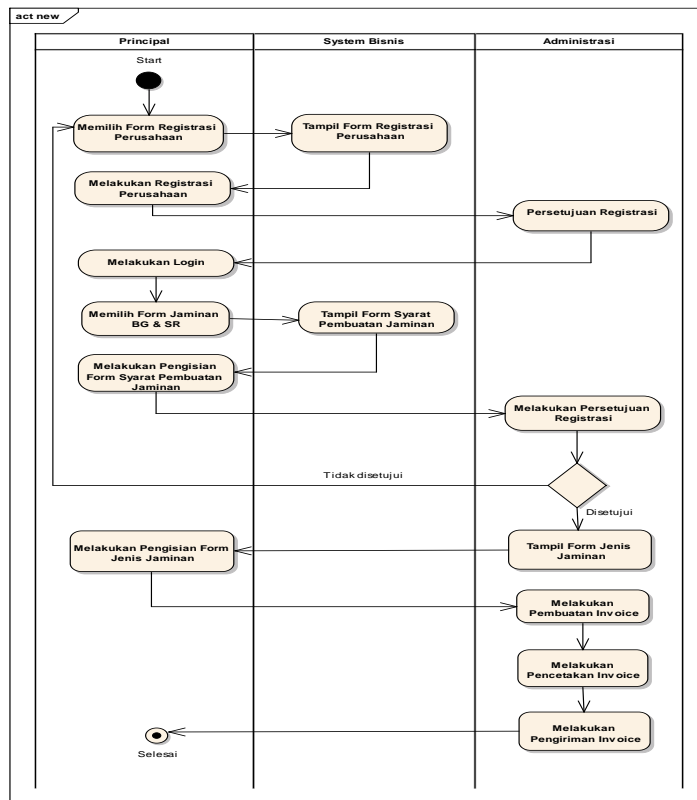 act new
Principal
System Bisnis
Administrasi
Start
Memilih Form Registrasi
Perusahaan
Tampil Form Registrasi
Perusahaan
Melakukan Registrasi
Perusahaan
Persetujuan Registrasi
Melakukan Login
Memilih Form Jaminan
BG & SR
Tampil Form Syarat
Pembuatan Jaminan
Melakukan Pengisian
Form Syarat Pembuatan
Jaminan
Melakukan Persetujuan
Registrasi
Tidak disetujui
Disetujui
Melakukan Pengisian Form
Jenis Jaminan
Tampil Form Jenis
Jaminan
Melakukan
Pembuatan Invoice
Melakukan
Pencetakan Invoice
Melakukan
Pengiriman Invoice
Selesai